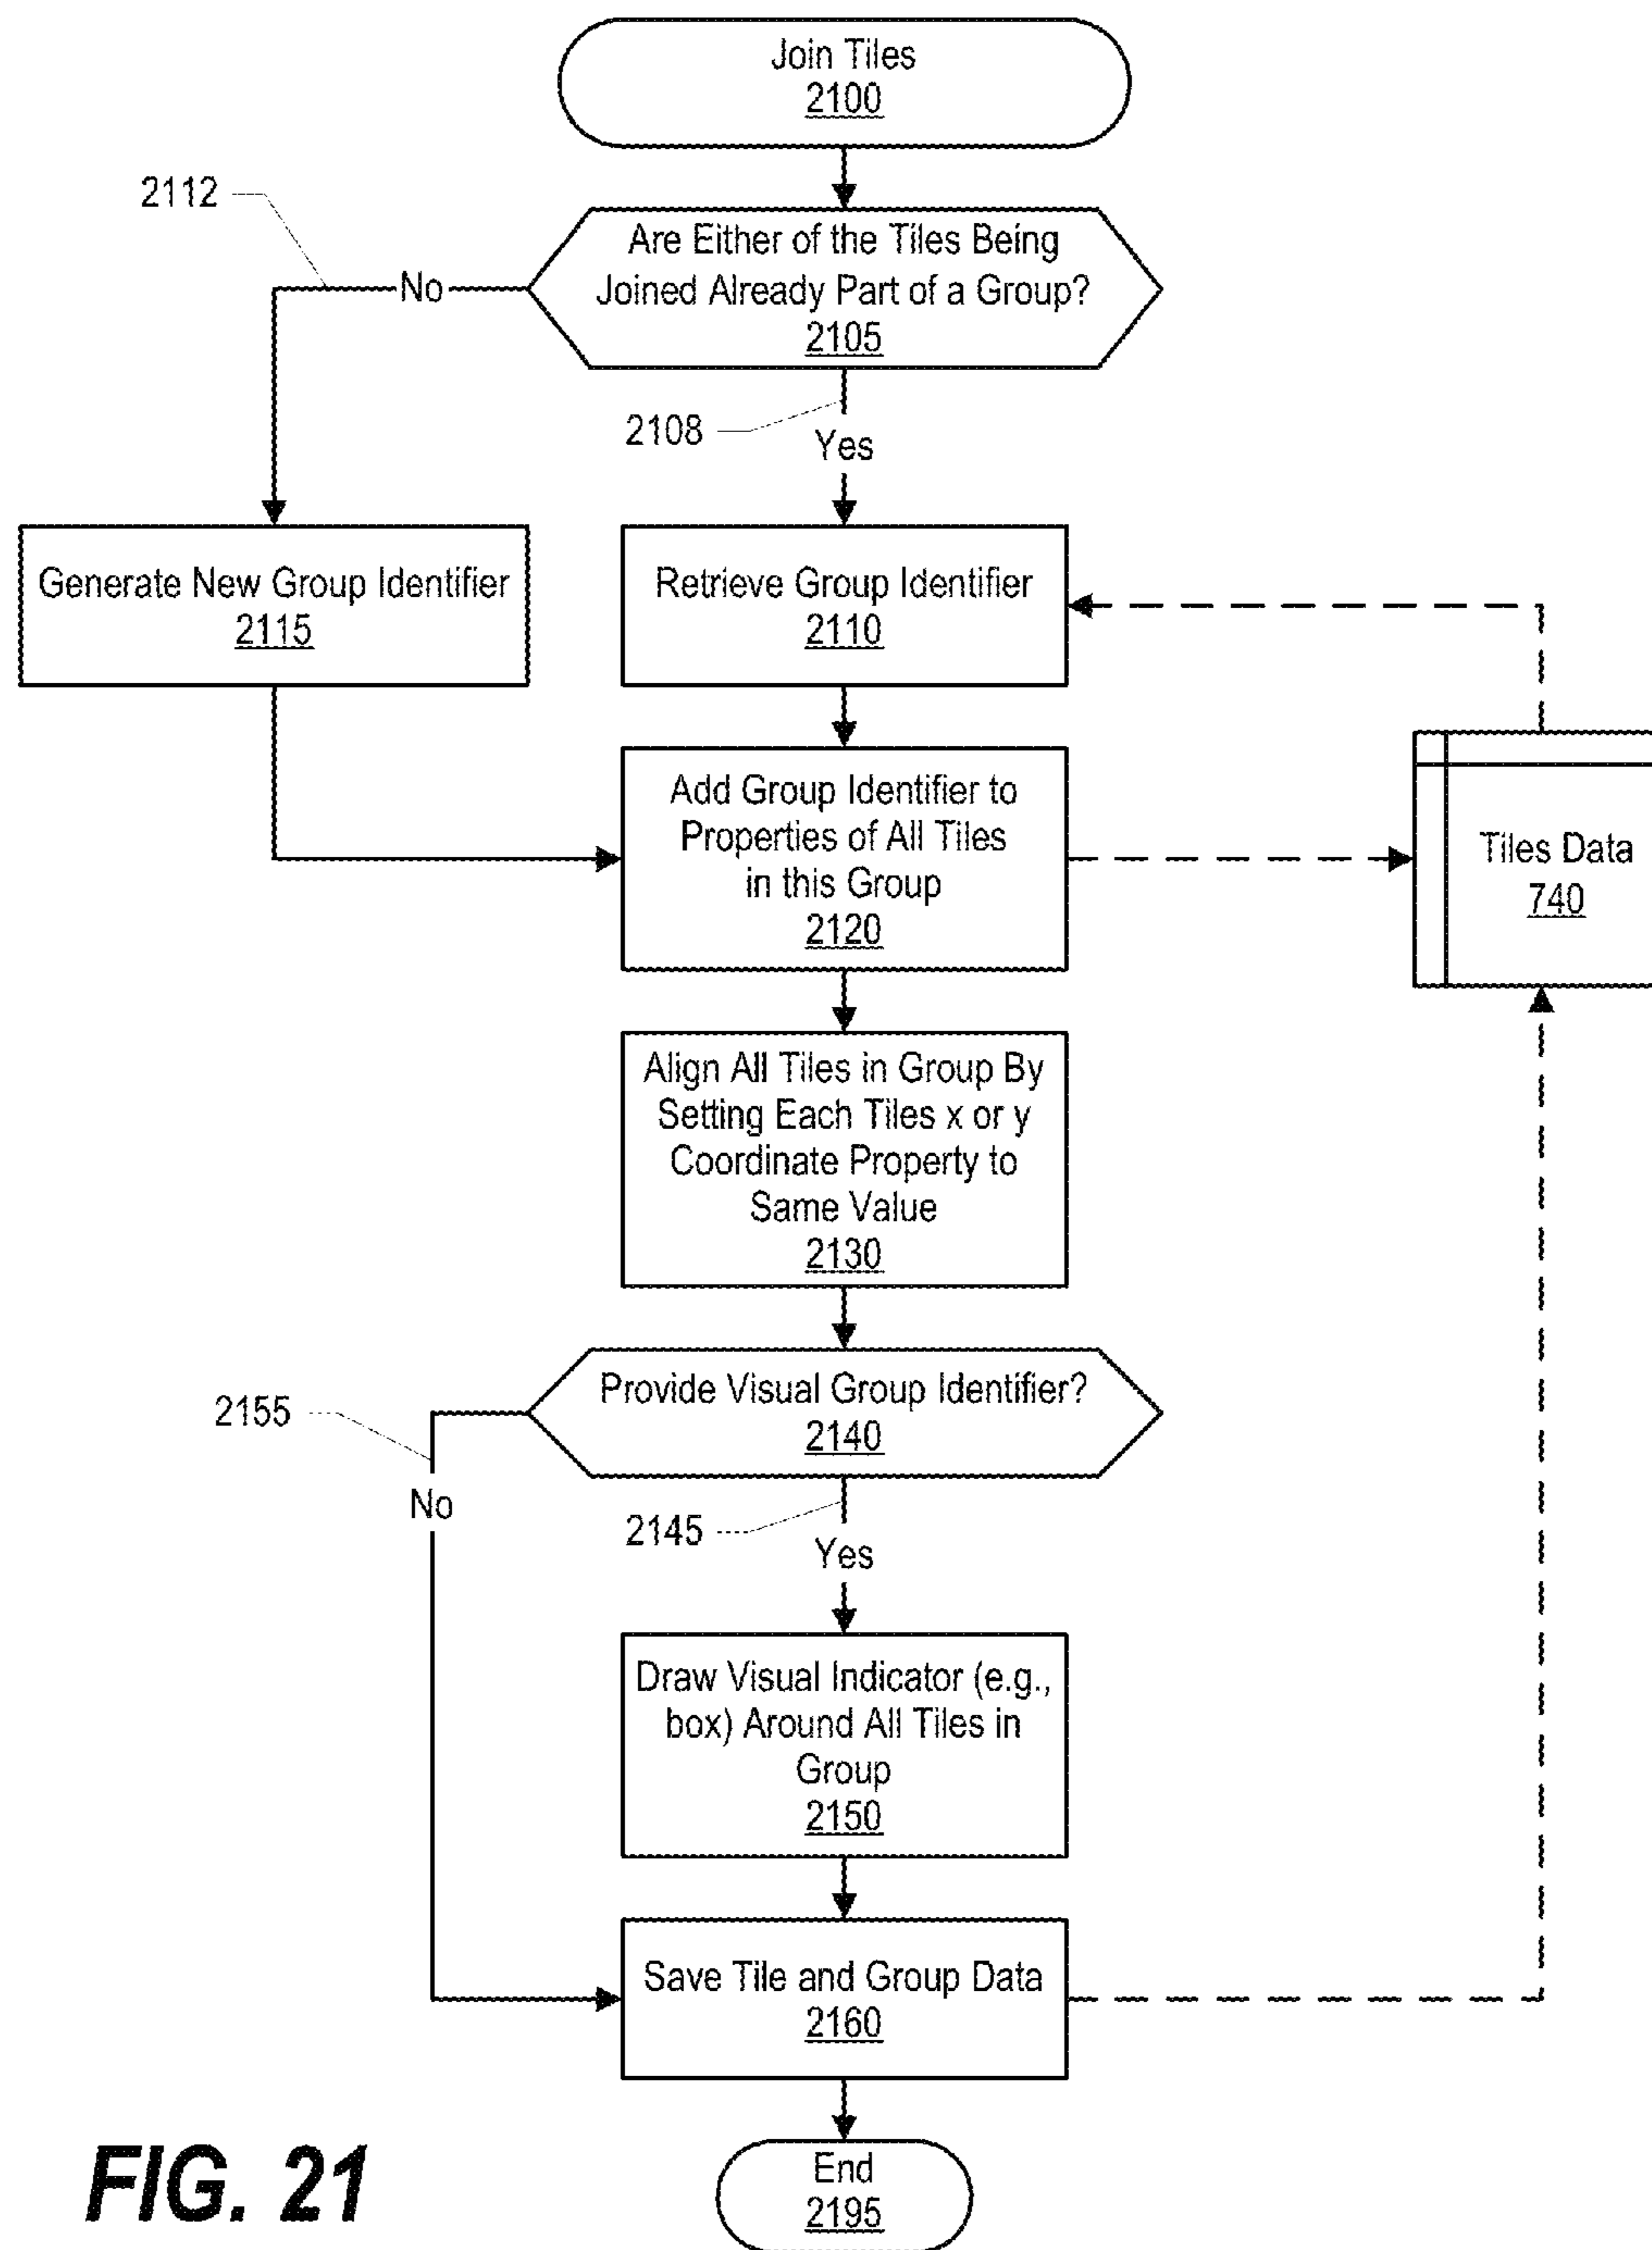 Join Tiles
2100
2112
Are Either of the Tiles Being
No
Joined Already Part of a Group?
2105
2108
Yes
Generate New Group Identifier
2115
Retrieve Group Identifier
2110
Add Group Identifier to
Properties of All Tiles
in this Group
2120
Tiles Data
740
Align All Tiles in Group By
Setting Each Tiles x or y
Coordinate Property to
Same Value
2130
Provide Visual Group Identifier?
2140
2155
No
2145
Yes
Draw Visual Indicator (e.g.,
box) Around All Tiles in
Group
2150
Save Tile and Group Data
2160
End
2195
FIG. 21